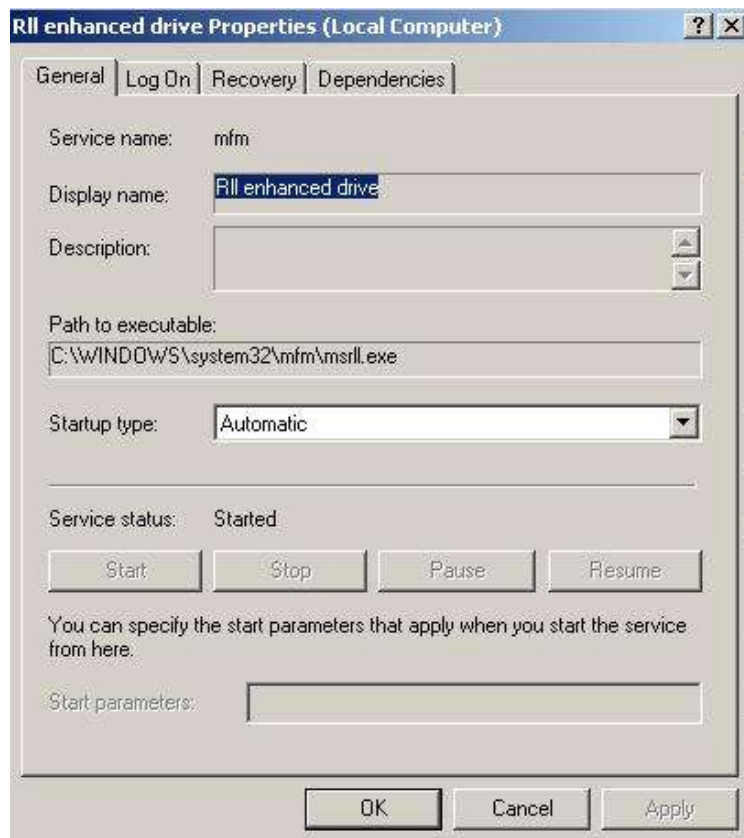 Rll enhanced drive Properties (Local Computer)
General Log On Recovery Dependencies
Service name: mfm
Display name: Rll enhanced drive
Description:
Path to executable:
C:\WINDOWS\system32\mfm\msrll.exe
Startup type: Automatic
Service status: Started
Start Stop Pause Resume
You can specify the start parameters that apply when you start the service
from here.
Start parameters:
OK Cancel Apply